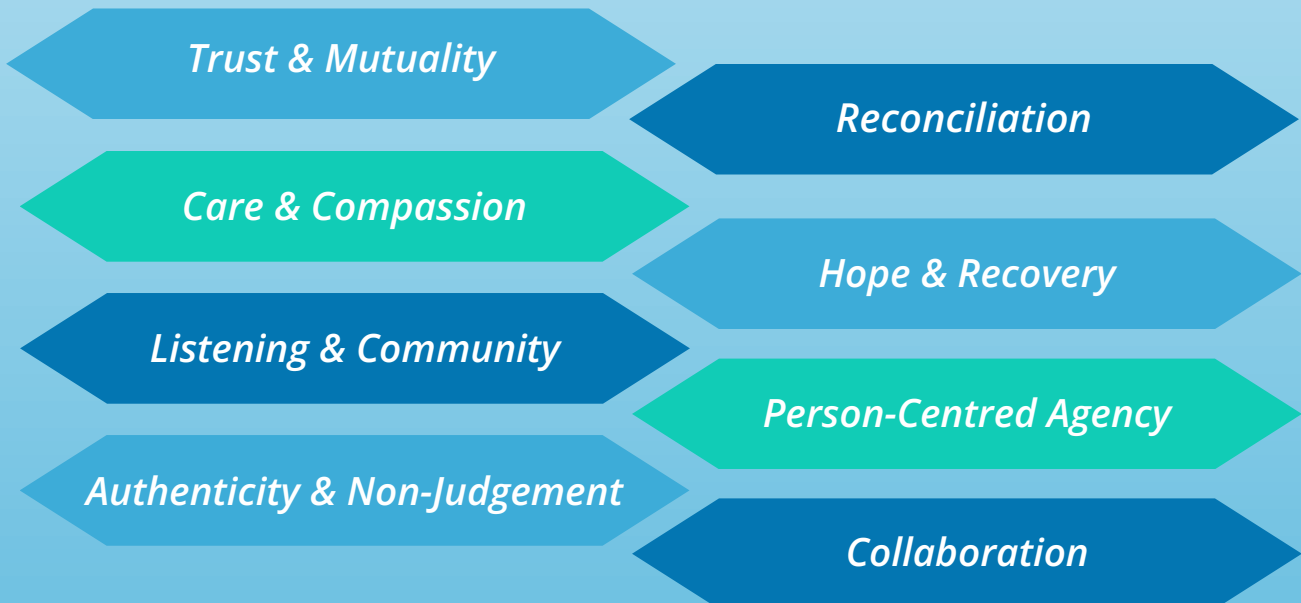 Trust & Mutuality
Reconciliation
Care & Compassion
Hope & Recovery
Listening & Community
Person-Centred Agency
Authenticity & Non-Judgement
Collaboration